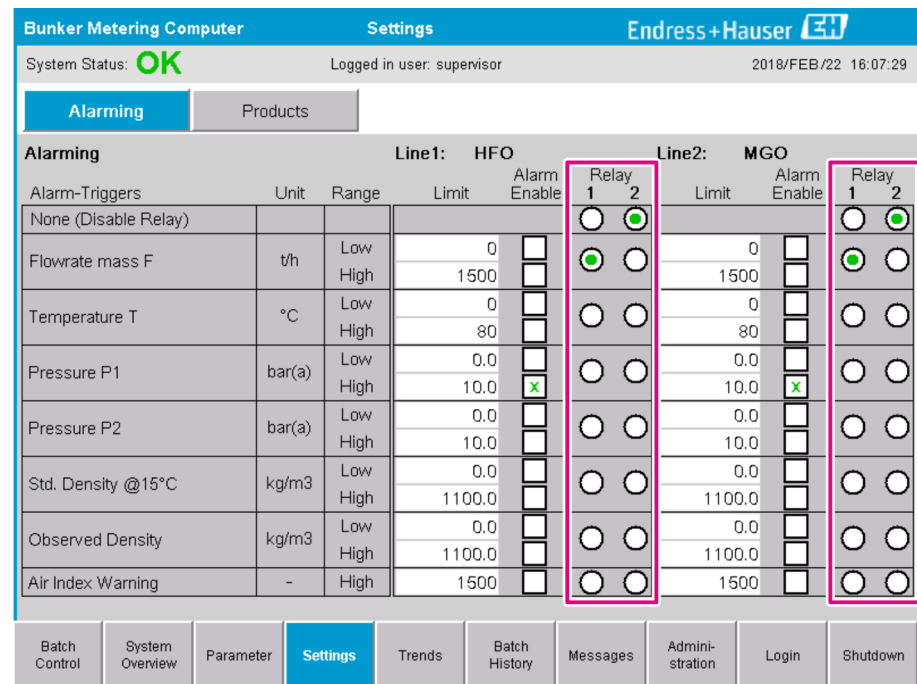 Bunker Metering Computer Settings Endress+Hauser EH
System Status: OK Logged in user: supervisor 2018/FEB/22 16:07:29
Alarming Products
Alarming Line1: HFO Line2: MGO
Alarm-Triggers Unit Range Limit Alarm Enable Relay 1 2 Limit Alarm Enable Relay 1 2
None (Disable Relay)
Flowrate mass F t/h Low 0 0
High 1500 1500
Temperature T °C Low 0 0
High 80 80
Pressure P1 bar(a) Low 0.0 0.0
High 10.0 x 10.0 x
Pressure P2 bar(a) Low 0.0 0.0
High 10.0 10.0
Std. Density @15°C kg/m3 Low 0.0 0.0
High 1100.0 1100.0
Observed Density kg/m3 Low 0.0 0.0
High 1100.0 1100.0
Air Index Warning - High 1500 1500
Batch Control System Overview Parameter Settings Trends Batch History Messages Admini-stration Login Shutdown